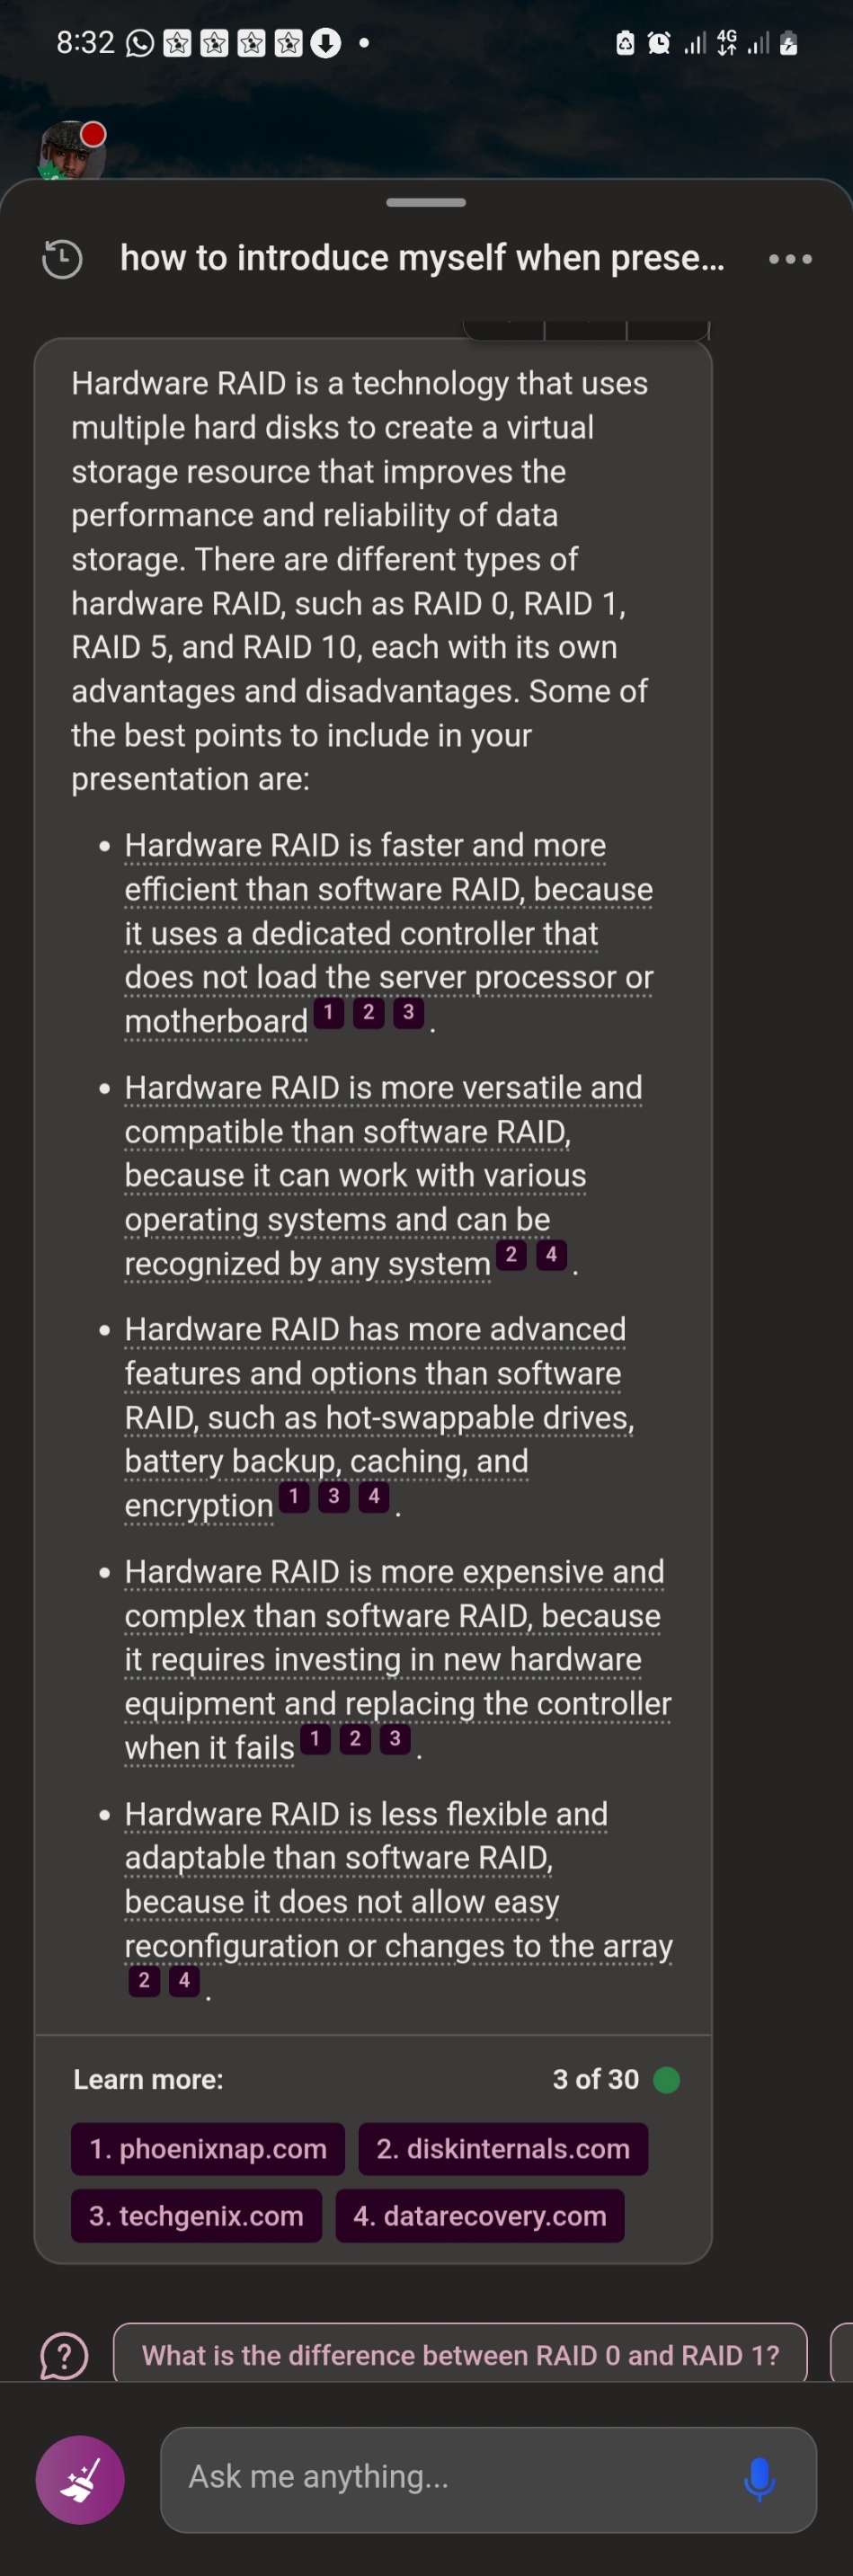 8:32
4G
how to introduce myself when prese...
Hardware RAID is a technology that uses
multiple hard disks to create a virtual
storage resource that improves the
performance and reliability of data
storage. There are different types of
hardware RAID, such as RAID 0, RAID 1,
RAID 5, and RAID 10, each with its own
advantages and disadvantages. Some of
the best points to include in your
presentation are:
• Hardware RAID is faster and more
efficient than software RAID, because
it uses a dedicated controller that
does not load the server processor or
motherboard 1 2 3 .
• Hardware RAID is more versatile and
compatible than software RAID,
because it can work with various
operating systems and can be
recognized by any system 2 4 .
• Hardware RAID has more advanced
features and options than software
RAID, such as hot-swappable drives,
battery backup, caching, and
encryption 1 3 4 .
• Hardware RAID is more expensive and
complex than software RAID, because
it requires investing in new hardware
equipment and replacing the controller
when it fails 1 2 3 .
• Hardware RAID is less flexible and
adaptable than software RAID,
because it does not allow easy
reconfiguration or changes to the array
2 4 .
Learn more: 3 of 30
1. phoenixnap.com 2. diskinternals.com
3. techgenix.com 4. datarecovery.com
What is the difference between RAID 0 and RAID 1?
Ask me anything...